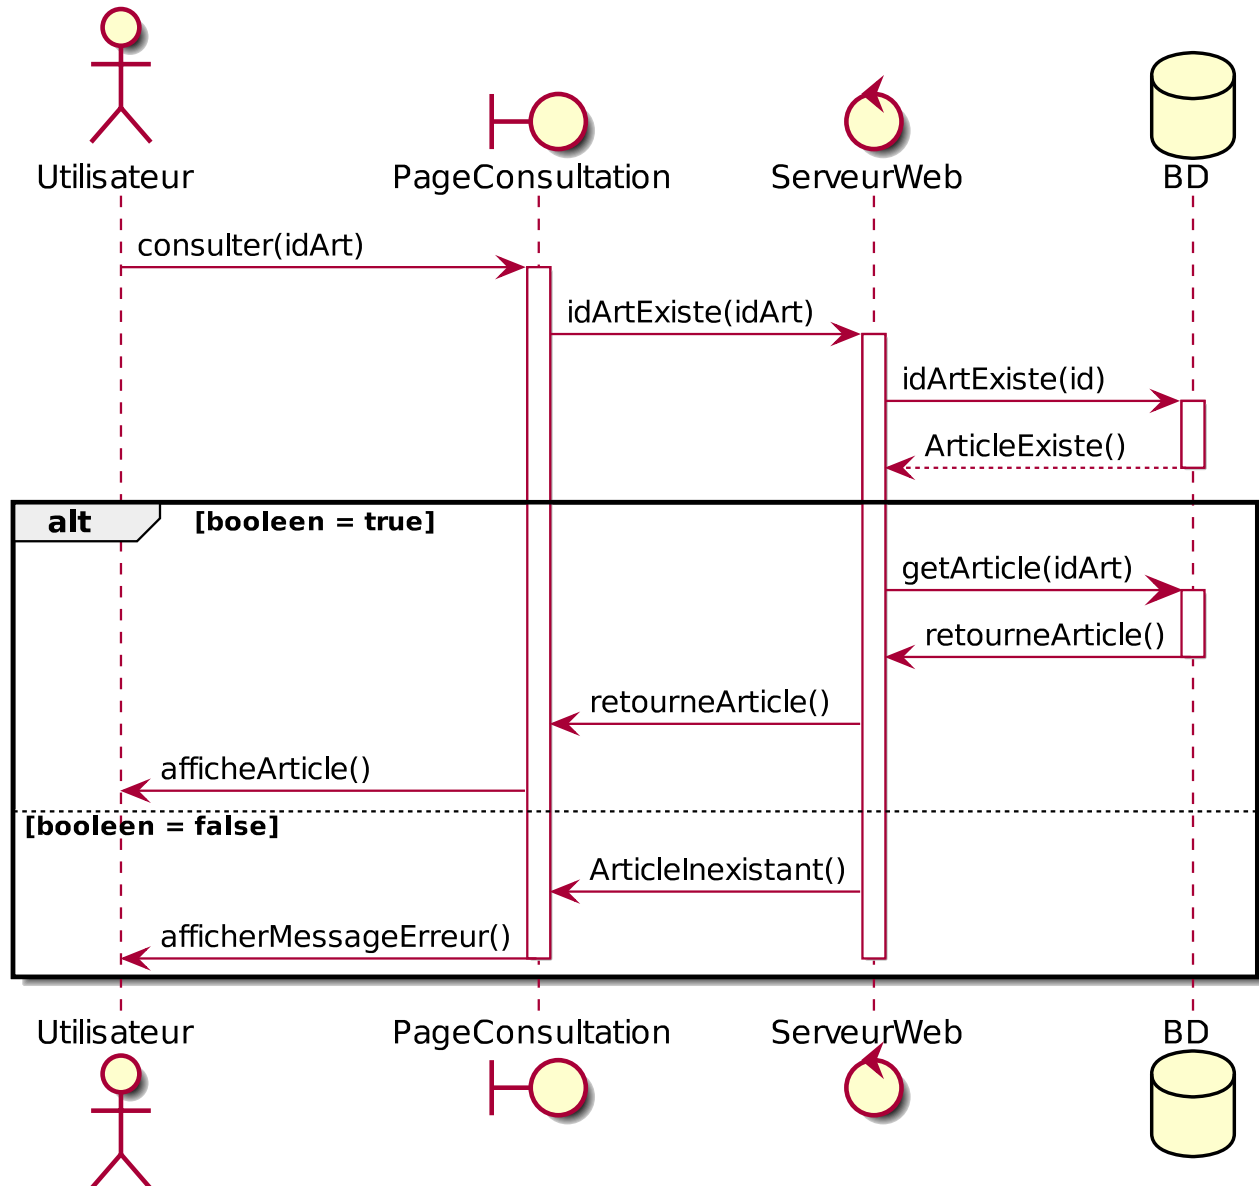 Utilisateur
PageConsultation
ServeurWeb
BD
consulter(idArt)
idArtExiste(idArt)
idArtExiste(id)
ArticleExiste()
alt
[booleen = true]
getArticle(idArt)
retourneArticle()
retourneArticle()
afficheArticle()
[booleen = false]
ArticleInexistant()
afficherMessageErreur()
Utilisateur
PageConsultation
ServeurWeb
BD